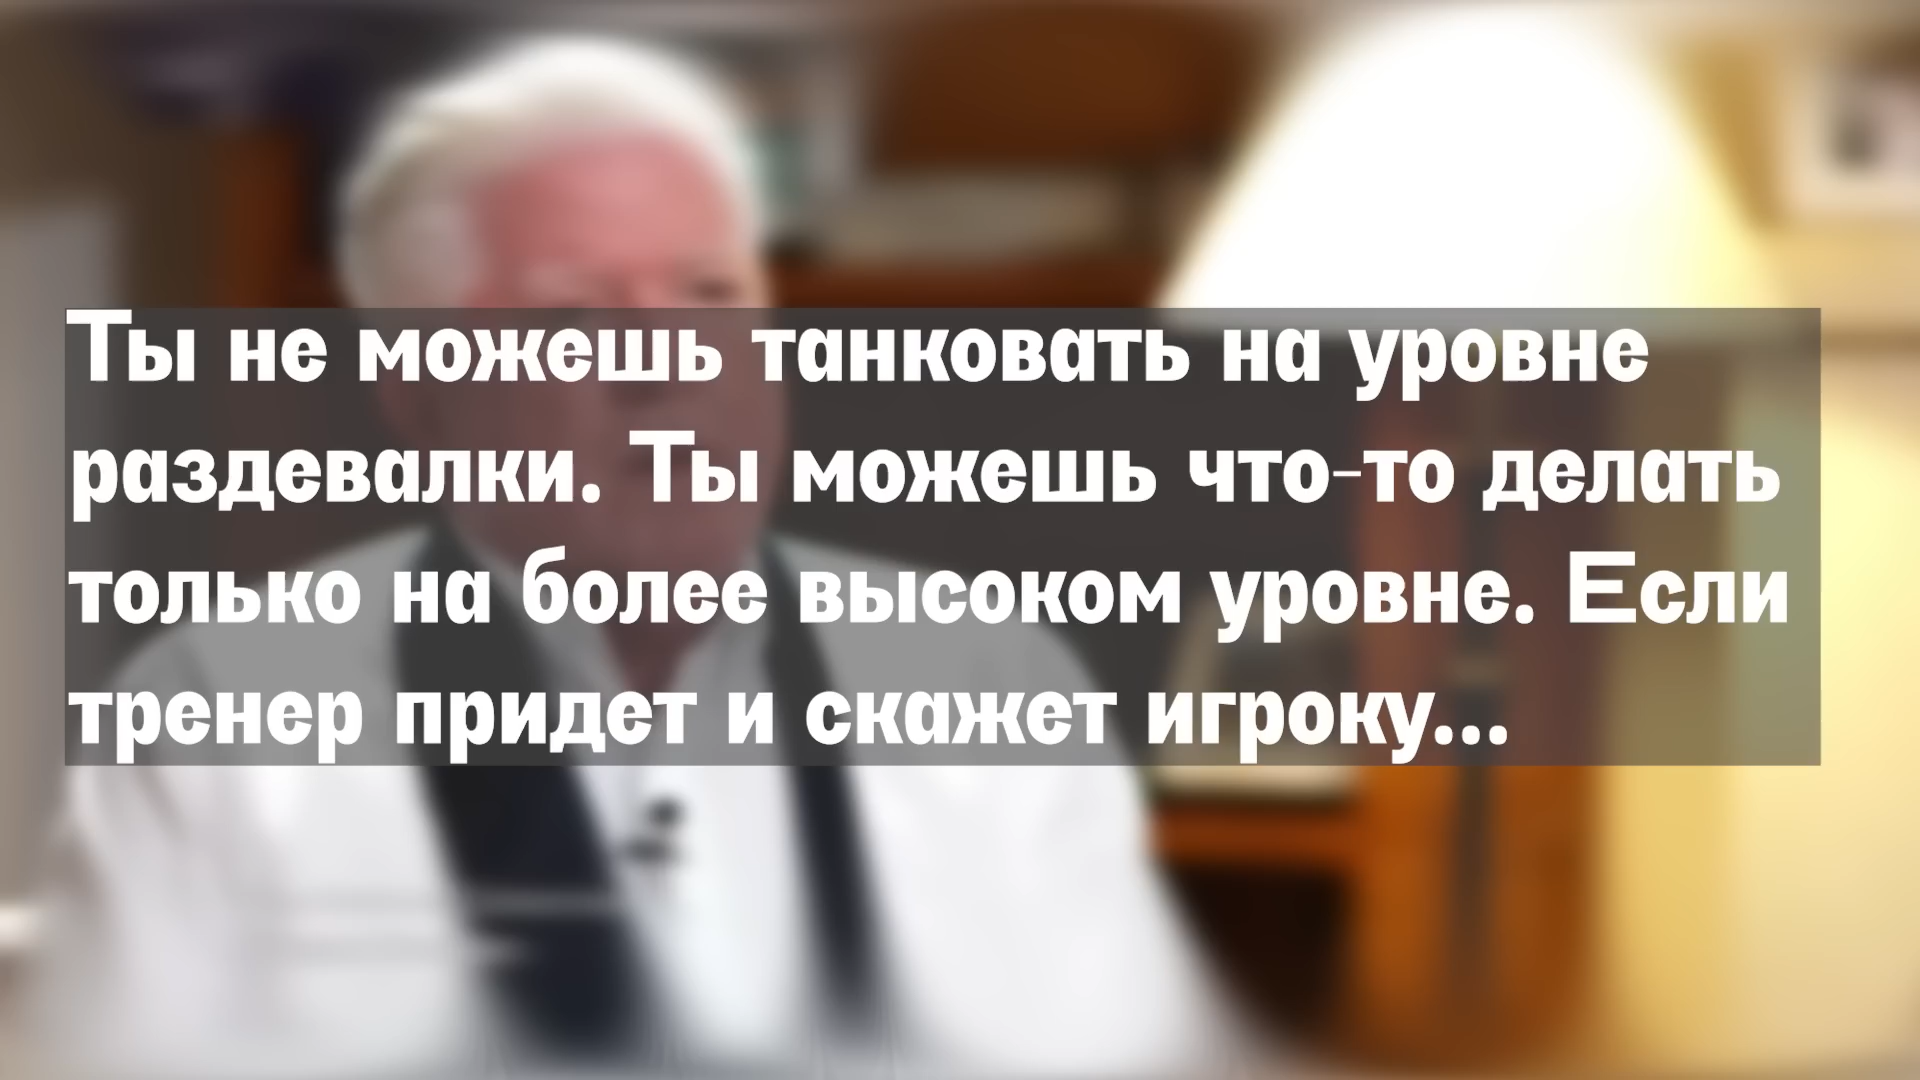 Ты не можешь танковать на уровне
раздевалки. Ты можешь что-то делать
только на более высоком уровне. Если
тренер придет и скажет игроку...